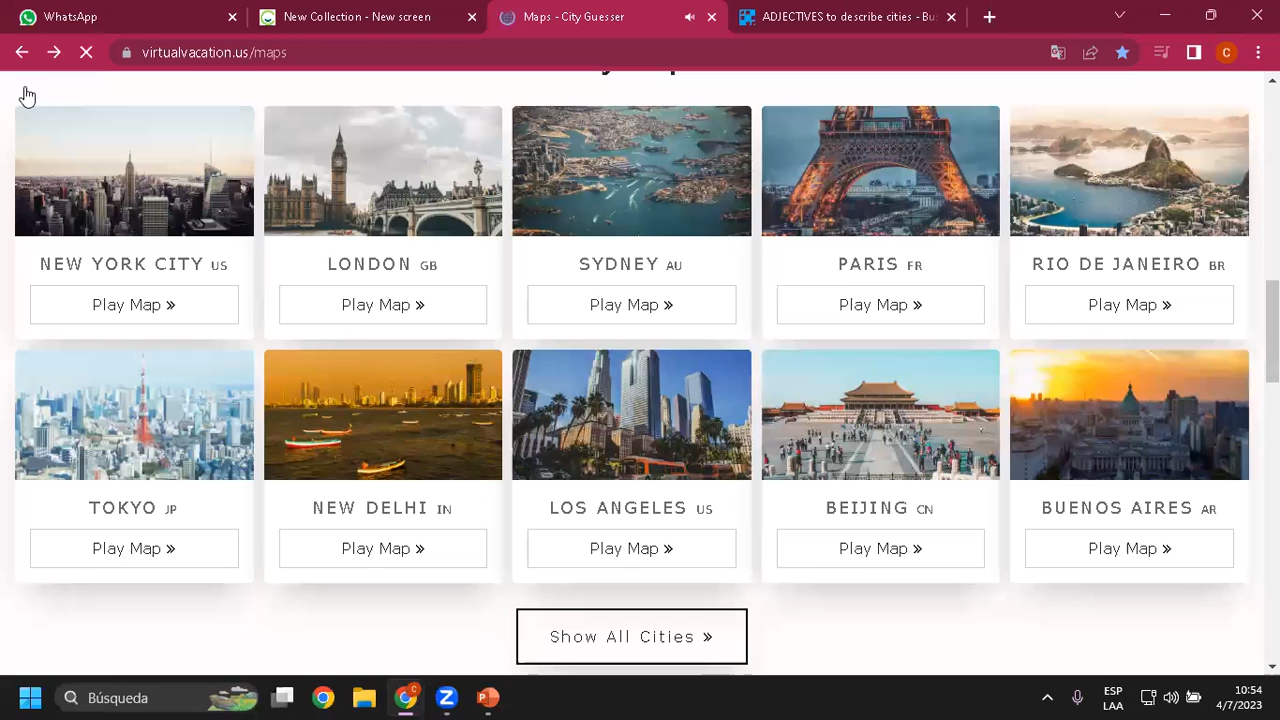 WhatsApp
New Collection - New screen
Maps - City Guesser
ADJECTIVES to describe cities - Bu
virtualvacation.us/maps
C
NEW YORK CITY US
LONDON GB
SYDNEY AU
PARIS FR
RIO DE JANEIRO BR
Play Map »
Play Map »
Play Map »
Play Map »
Play Map »
TOKYO JP
NEW DELHI IN
LOS ANGELES US
BEIJING CN
BUENOS AIRES AR
Play Map »
Play Map »
Play Map »
Play Map »
Play Map »
Show All Cities »
Búsqueda
ESP
LAA
10:54
4/7/2023